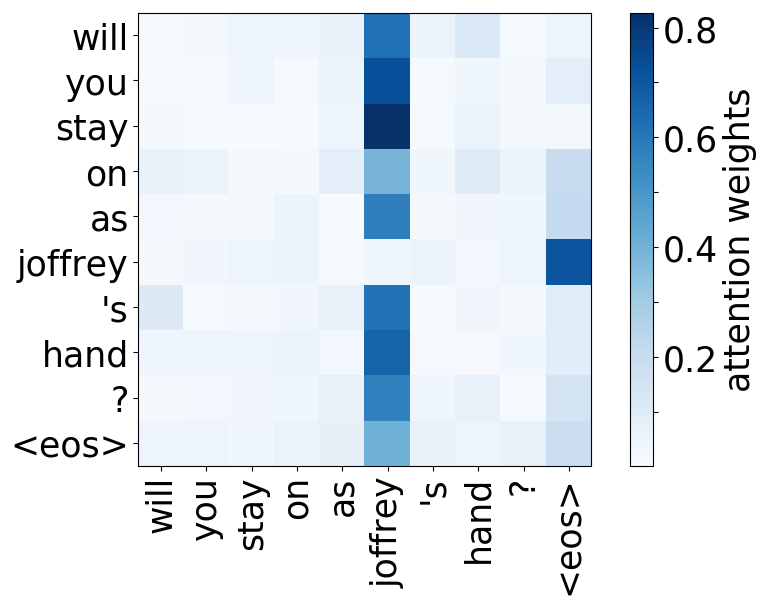 will
you
stay
on
as
joffrey
's
hand
?
<eos>
will
you
stay
on
as
joffrey
's
hand
?
<eos>
0.8
0.6
0.4
0.2
attention weights